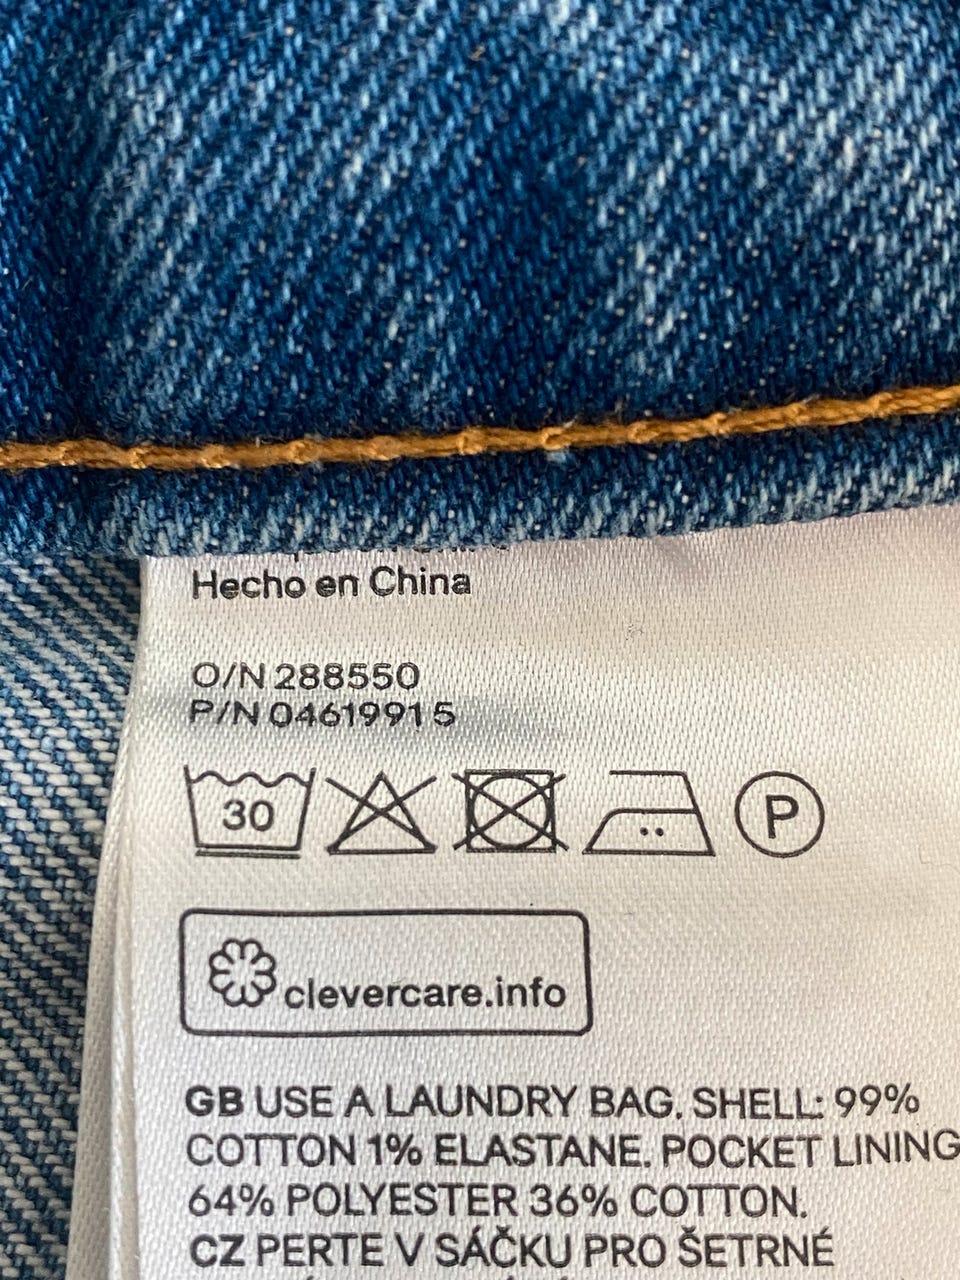 Hecho en China
O/N 288550
P/N 04619915
30
P
clevercare.info
GB USE A LAUNDRY BAG. SHELL: 99%
COTTON 1% ELASTANE. POCKET LINING
64% POLYESTER 36% COTTON.
CZ PERTE V SÁČKU PRO ŠETRNÉ